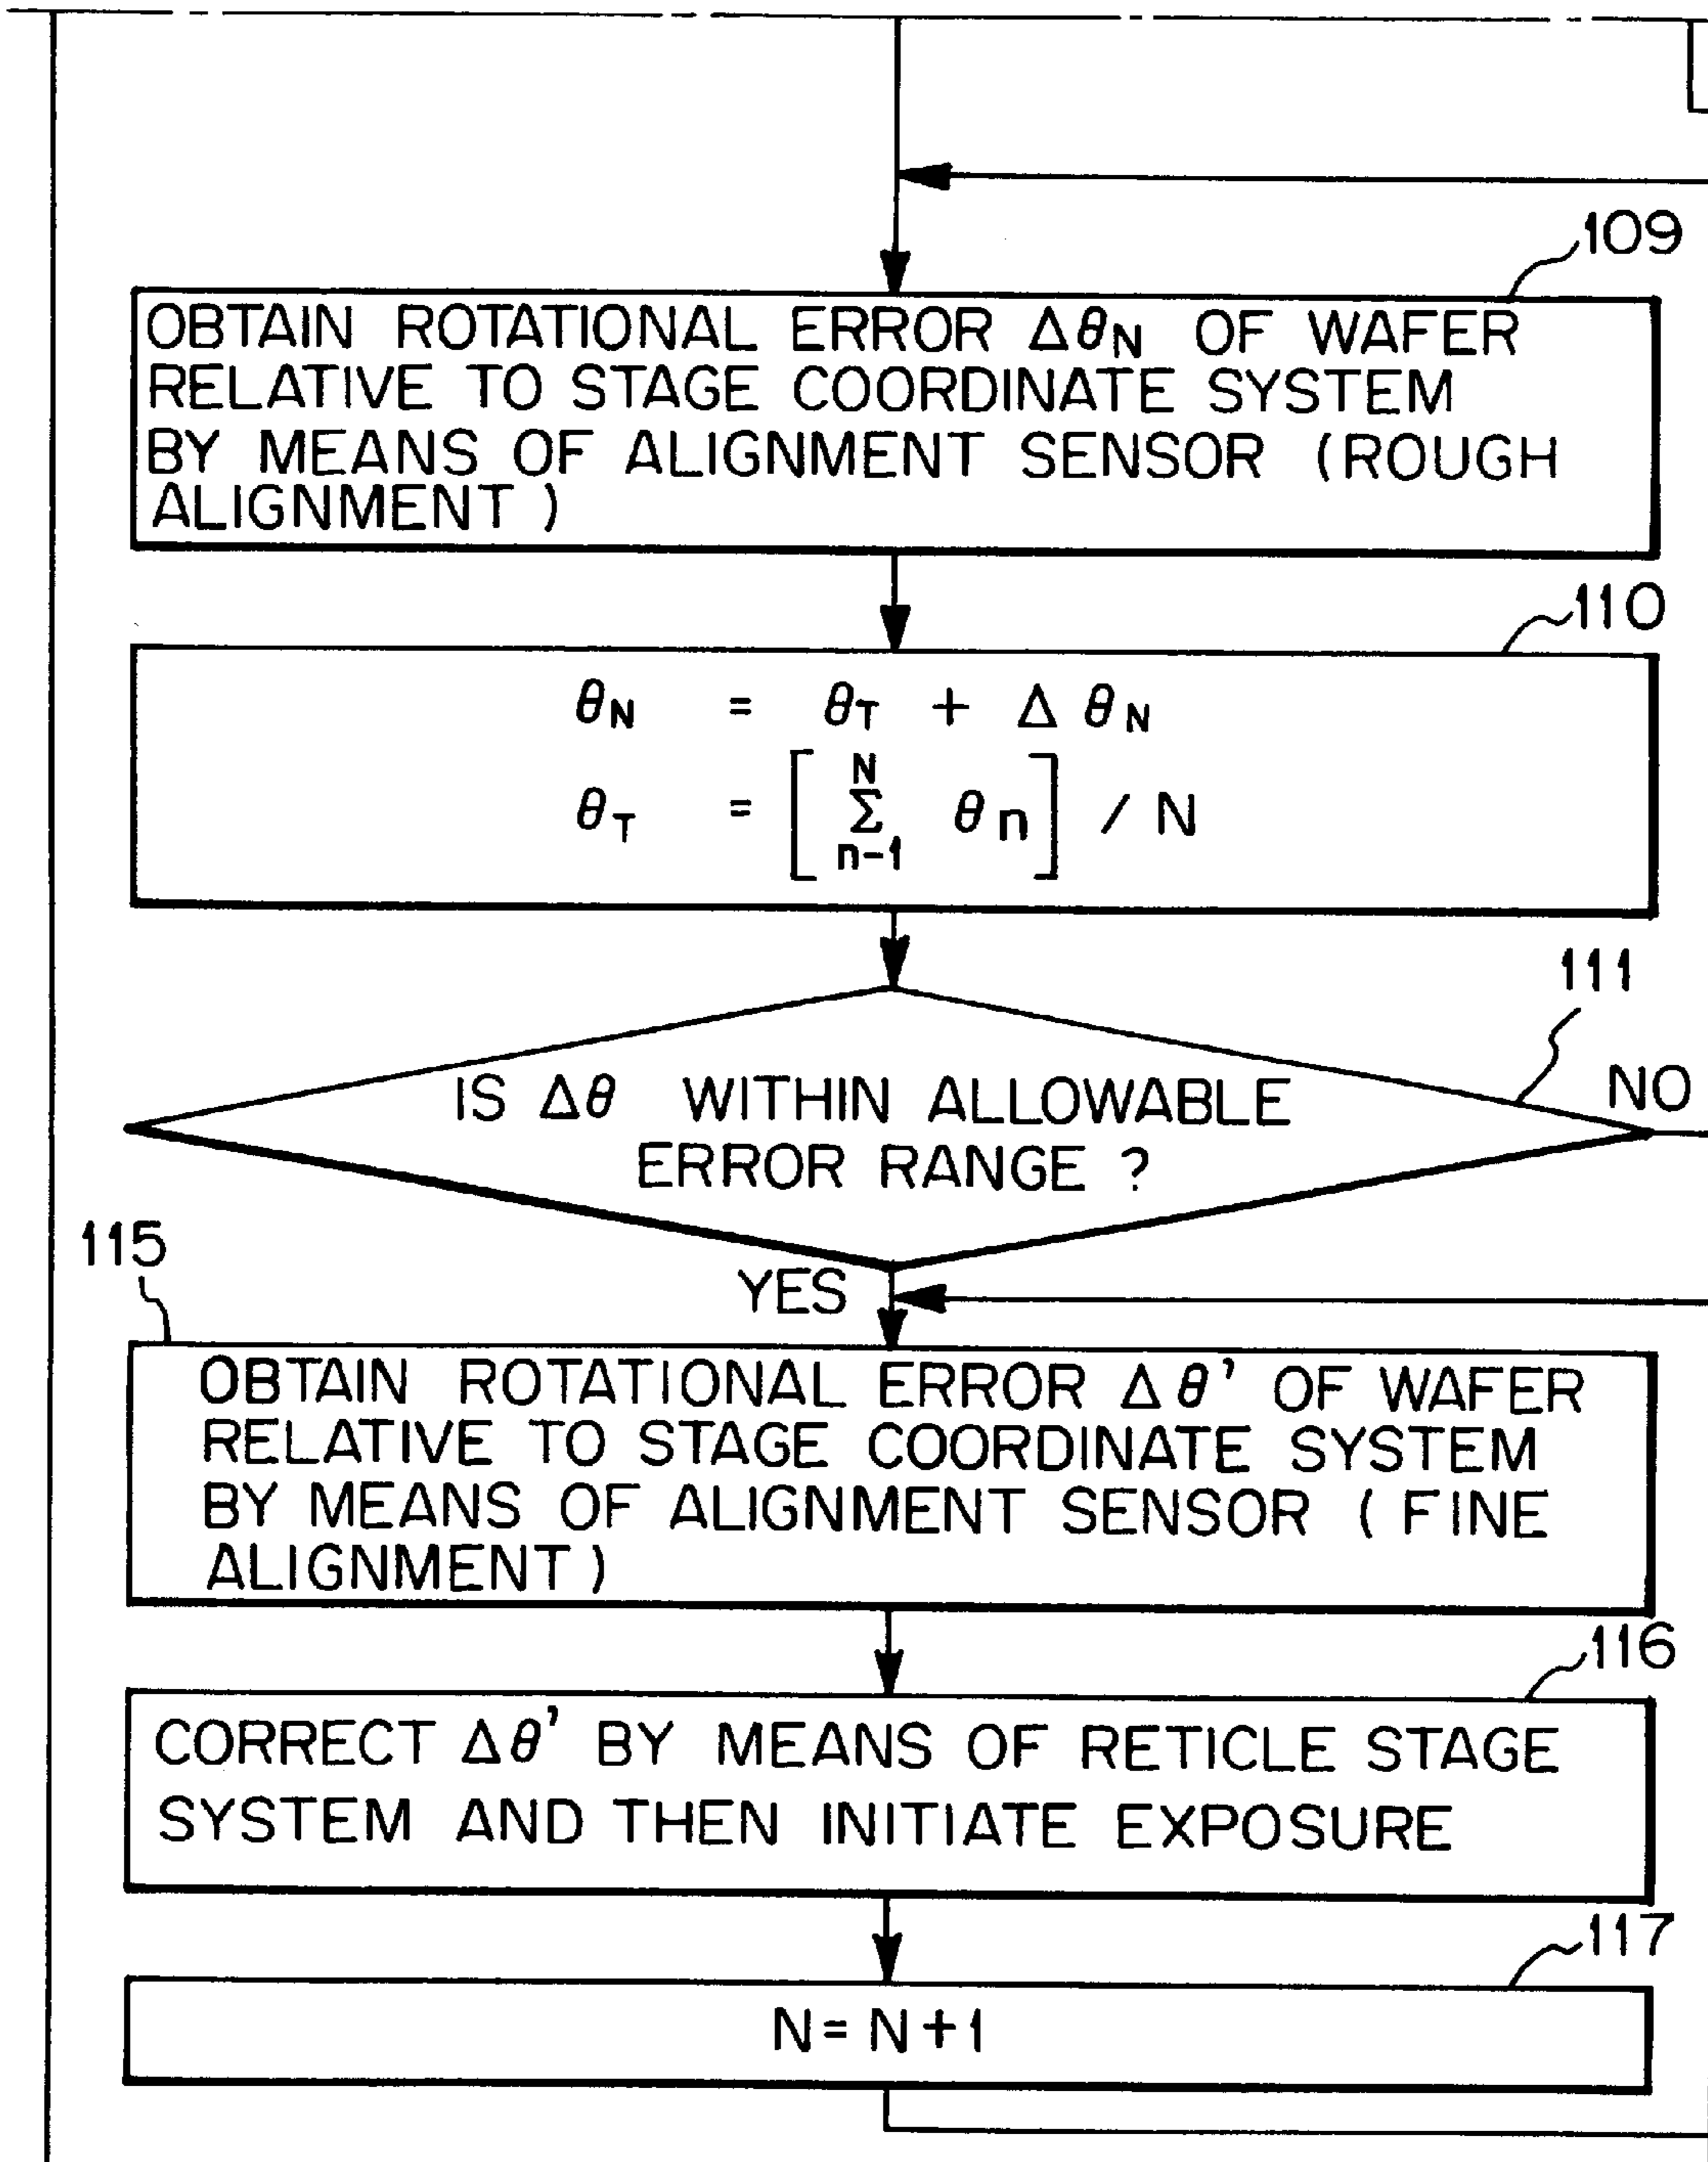 109
OBTAIN ROTATIONAL ERROR ΔθN OF WAFER
RELATIVE TO STAGE COORDINATE SYSTEM
BY MEANS OF ALIGNMENT SENSOR (ROUGH
ALIGNMENT)
110
θN = θT + Δ θN
θT = [ N Σ n-1 θn ] / N
111
IS Δθ WITHIN ALLOWABLE
ERROR RANGE ?
NO
YES
115
OBTAIN ROTATIONAL ERROR Δθ' OF WAFER
RELATIVE TO STAGE COORDINATE SYSTEM
BY MEANS OF ALIGNMENT SENSOR ( FINE
ALIGNMENT)
116
CORRECT Δθ' BY MEANS OF RETICLE STAGE
SYSTEM AND THEN INITIATE EXPOSURE
117
N=N+1